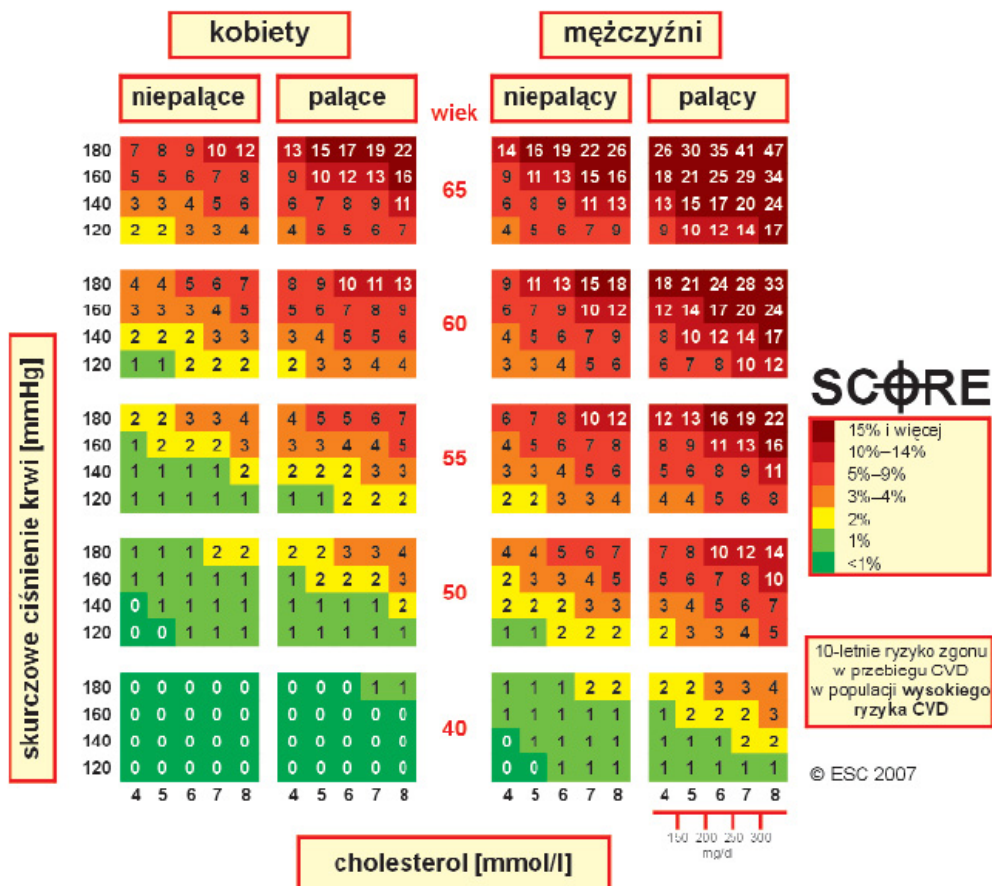 kobiety mężczyźni
niepalące palące wiek niepalący palący
180 7 8 9 10 12 13 15 17 19 22 14 16 19 22 26 26 30 35 41 47
160 5 5 6 7 8 9 10 12 13 16 9 11 13 15 16 18 21 25 29 34
65
140 3 3 4 5 6 6 7 8 9 11 6 8 9 11 13 13 15 17 20 24
120 2 2 3 3 4 4 5 5 6 7 4 5 6 7 9 9 10 12 14 17
180 4 4 5 6 7 8 9 10 11 13 9 11 13 15 18 18 21 24 28 33
160 3 3 3 4 5 5 6 7 8 9 6 7 9 10 12 12 14 17 20 24
60
140 2 2 2 3 3 3 4 5 5 6 4 5 6 7 9 8 10 12 14 17
120 1 1 2 2 2 2 3 3 4 4 3 3 4 5 6 6 7 8 10 12
180 2 2 3 3 4 4 5 5 6 7 6 7 8 10 12 12 13 16 19 22
160 1 2 2 2 3 3 3 4 4 5 4 5 6 7 8 8 9 11 13 16
55
140 1 1 1 1 2 2 2 2 3 3 3 3 4 5 6 5 6 8 9 11
120 1 1 1 1 1 1 1 2 2 2 2 2 3 3 4 4 4 5 6 8
180 1 1 1 2 2 2 2 3 3 4 4 4 5 6 7 7 8 10 12 14
160 1 1 1 1 1 1 2 2 2 3 2 3 3 4 5 5 6 7 8 10
50
140 0 1 1 1 1 1 1 1 1 2 2 2 2 3 3 3 4 5 6 7
120 0 0 1 1 1 1 1 1 1 1 1 1 2 2 2 2 3 3 4 5
180 0 0 0 0 0 0 0 0 1 1 1 1 1 2 2 2 2 3 3 4
160 0 0 0 0 0 0 0 0 0 0 1 1 1 1 1 1 2 2 2 3
40
140 0 0 0 0 0 0 0 0 0 0 0 1 1 1 1 1 1 1 2 2
120 0 0 0 0 0 0 0 0 0 0 0 0 1 1 1 1 1 1 1 1
4 5 6 7 8 4 5 6 7 8 4 5 6 7 8 4 5 6 7 8
150 200 250 300
mg/d
skurczowe ciśnienie krwi [mmHg]
cholesterol [mmol/l]
SCORE
15% i więcej
10%–14%
5%–9%
3%–4%
2%
1%
<1%
10-letnie ryzyko zgonu
w przebiegu CVD
w populacji wysokiego
ryzyka CVD
© ESC 2007